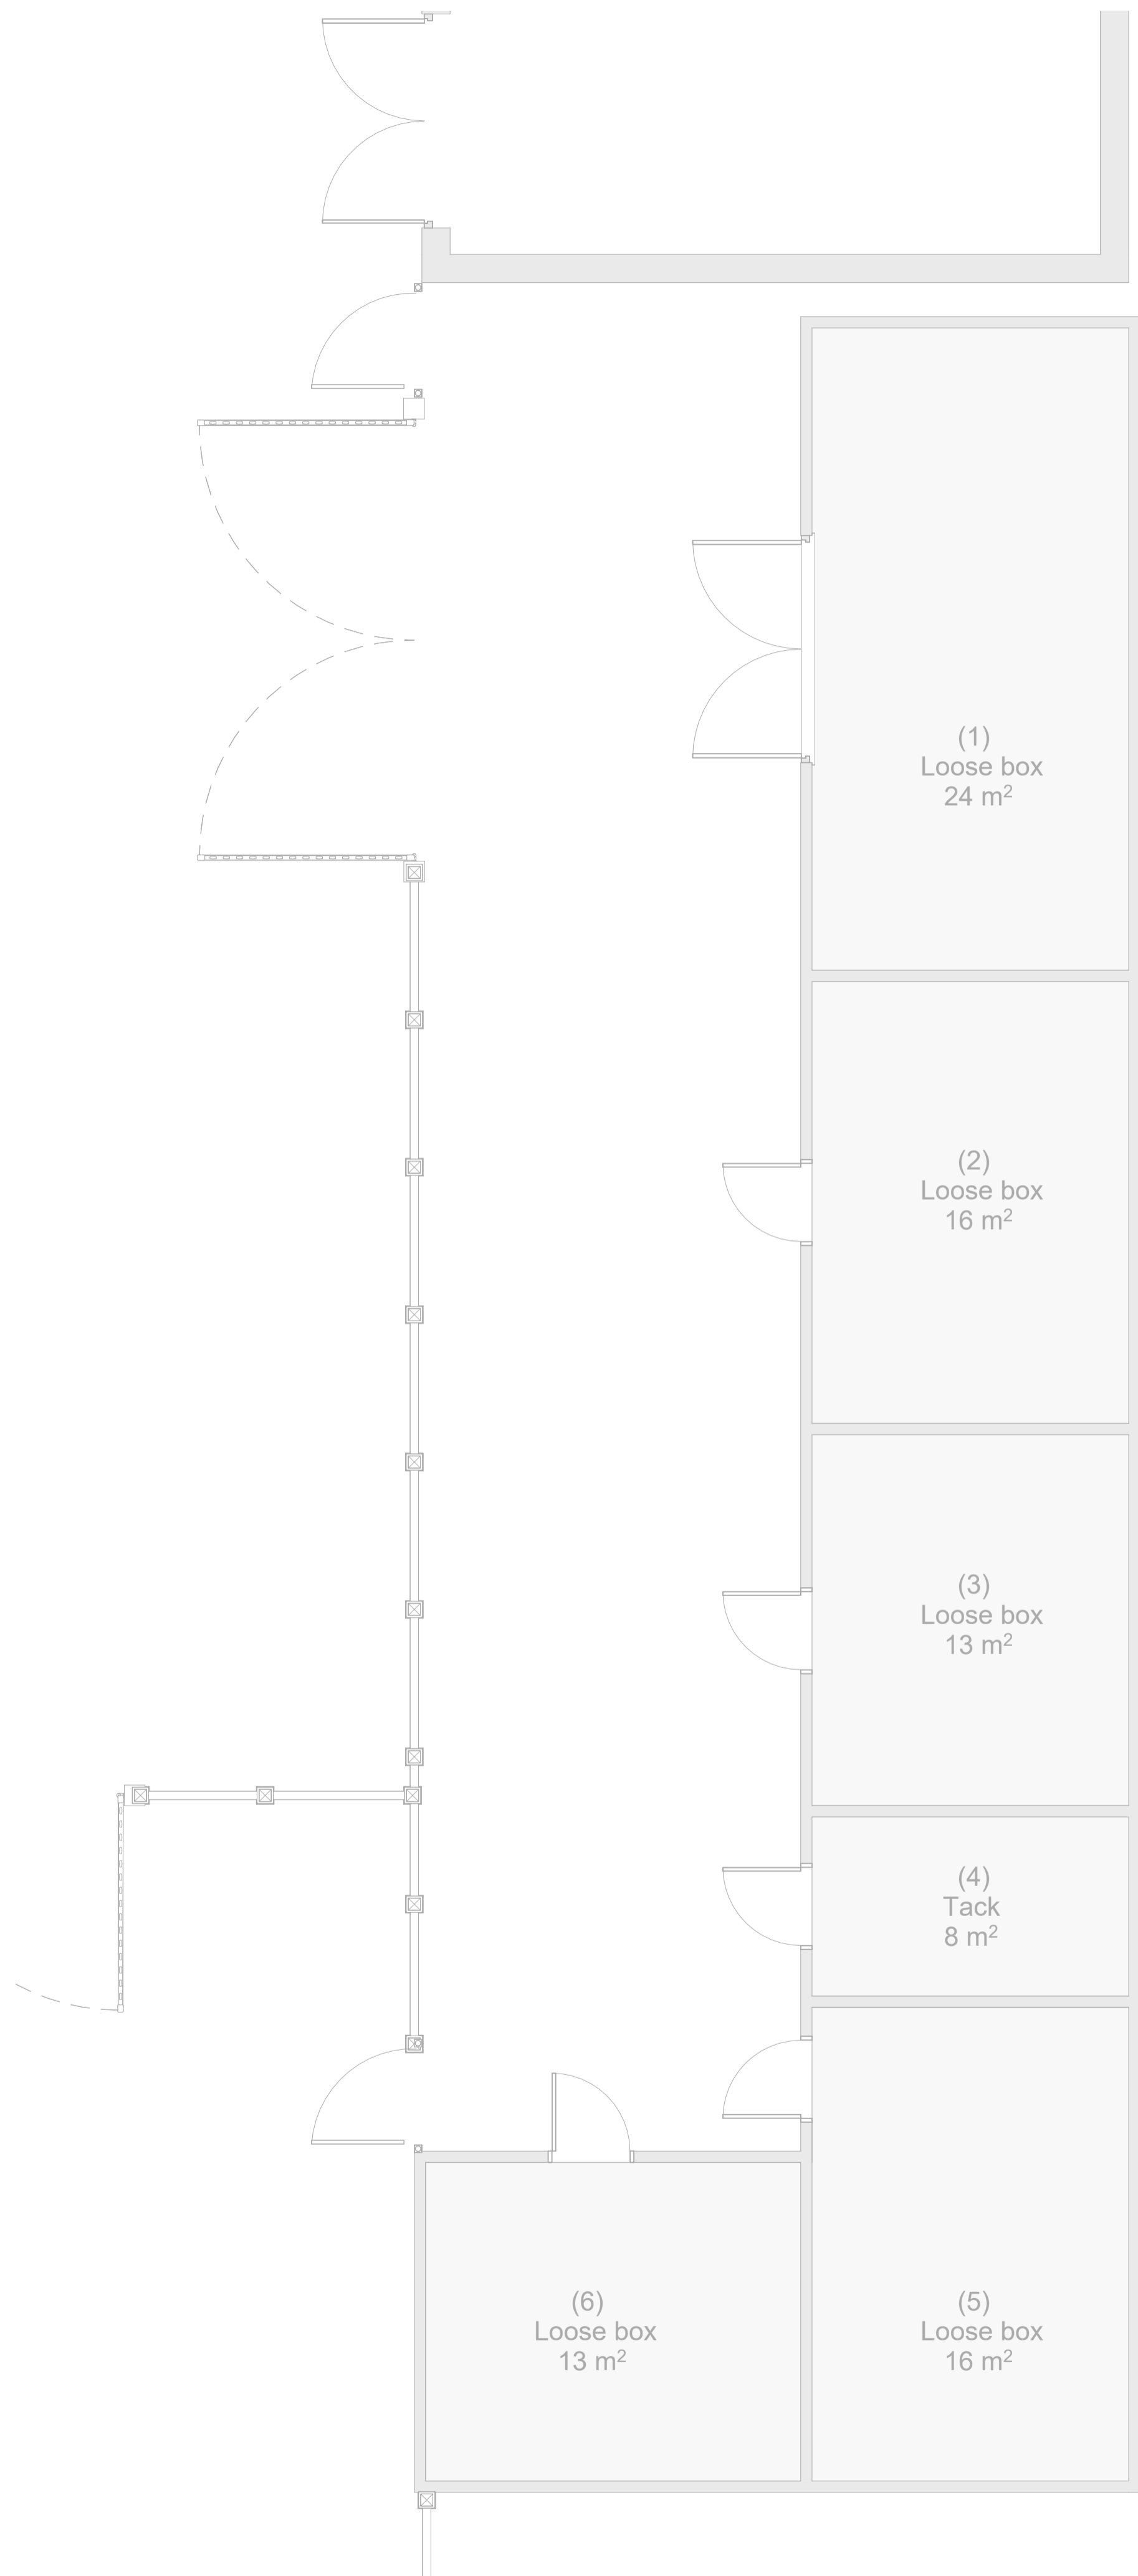 (1)
Loose box
24 m²
(2)
Loose box
16 m²
(3)
Loose box
13 m²
(4)
Tack
8 m²
(6)
Loose box
13 m²
(5)
Loose box
16 m²